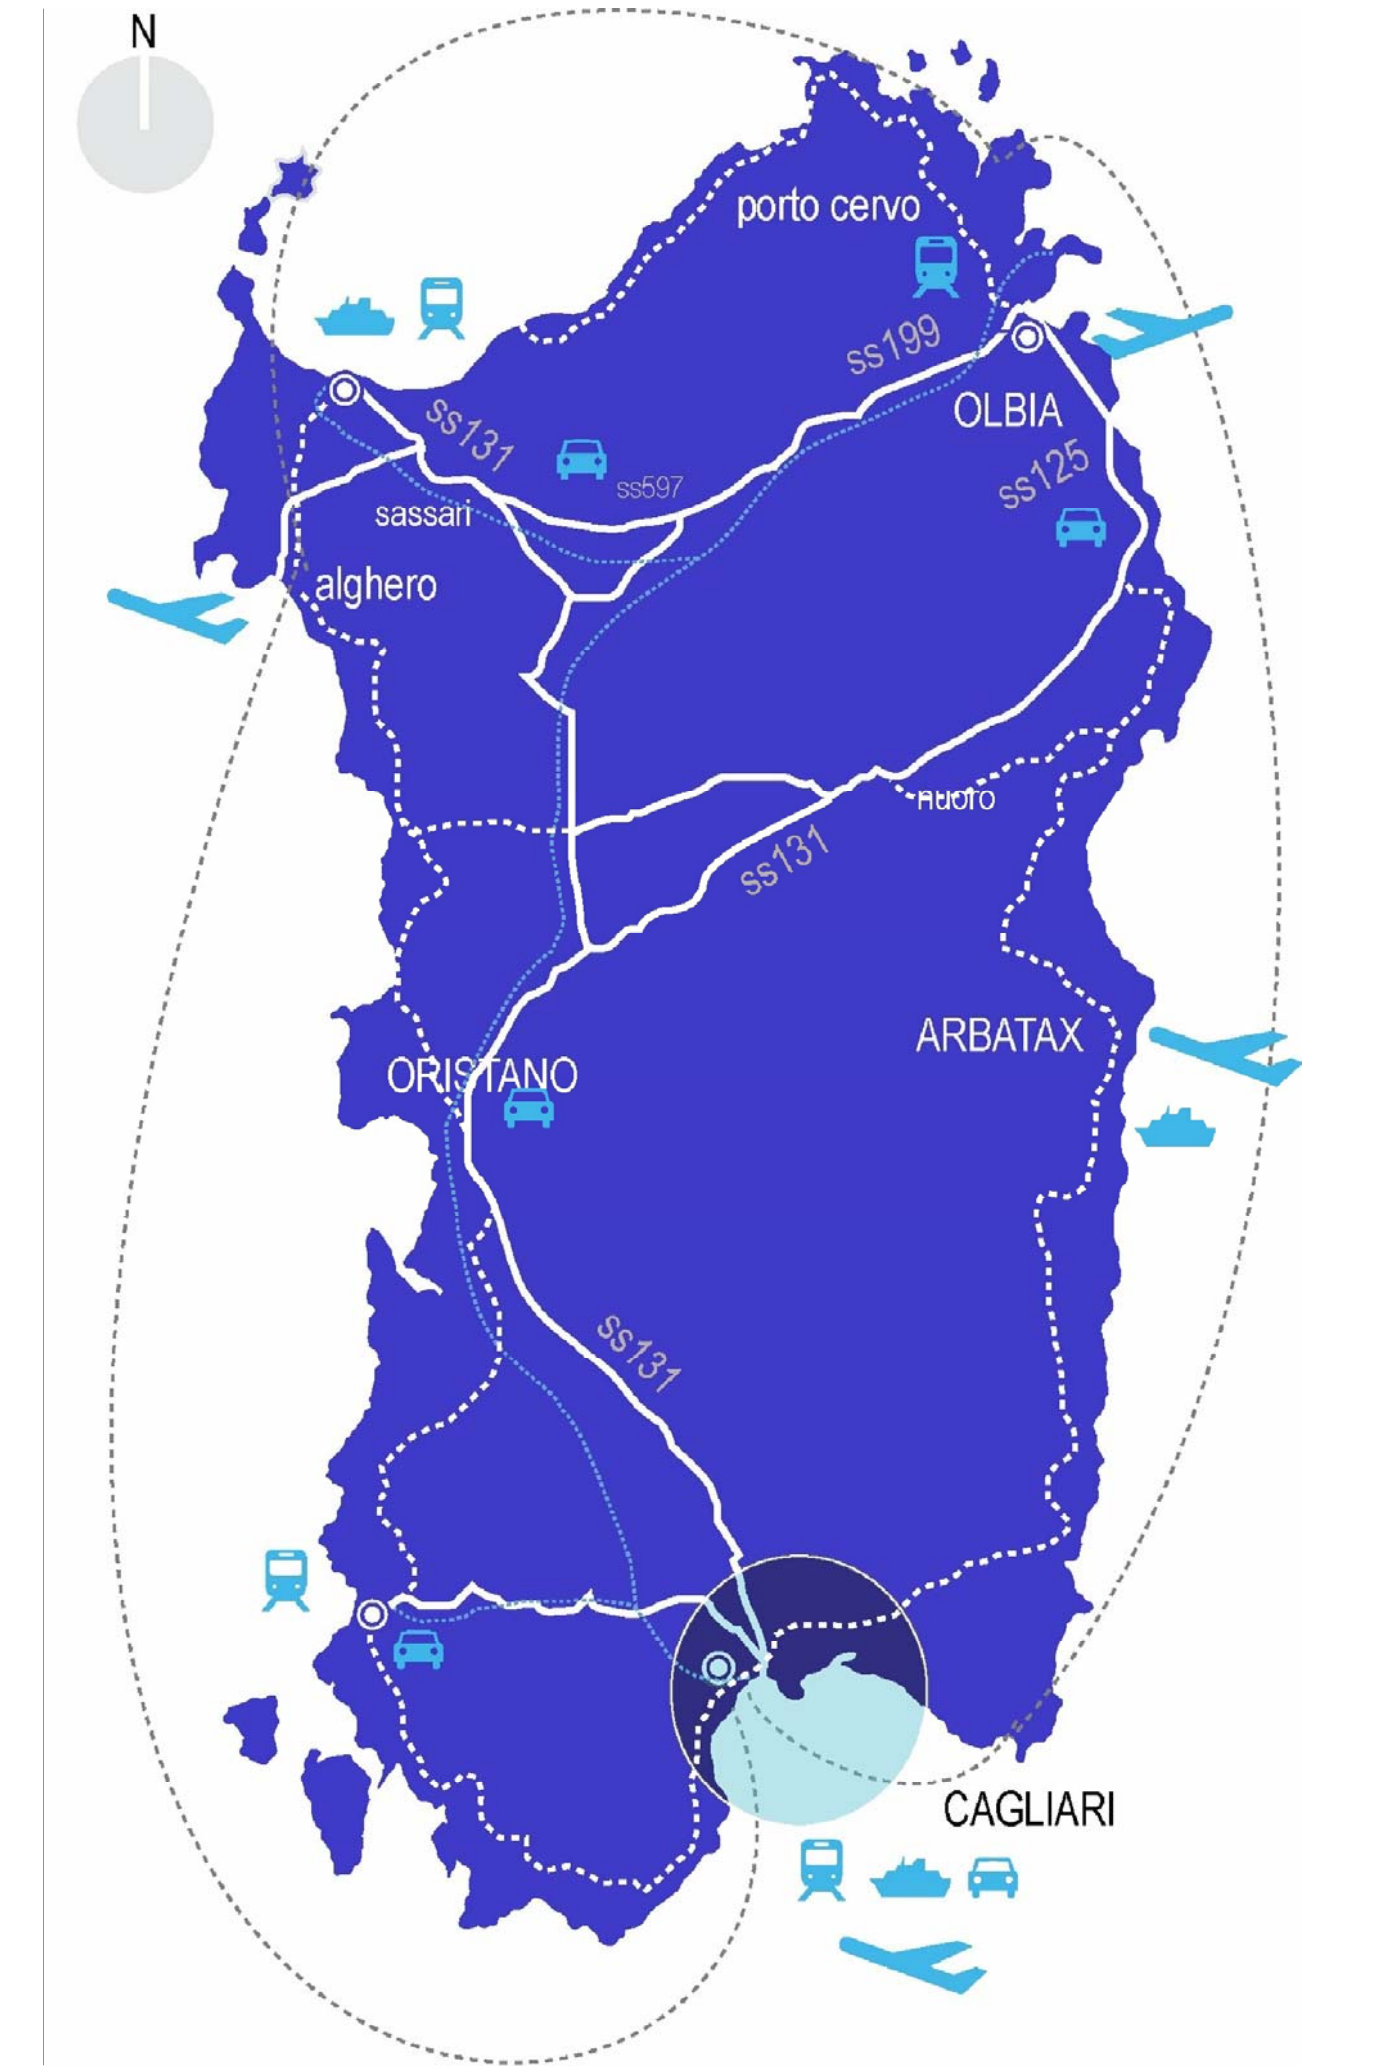 N
porto cervo
ss199
OLBIA
ss131
ss125
ss597
sassari
alghero
nuoro
ss131
ARBATAX
ORISTANO
ss131
CAGLIARI